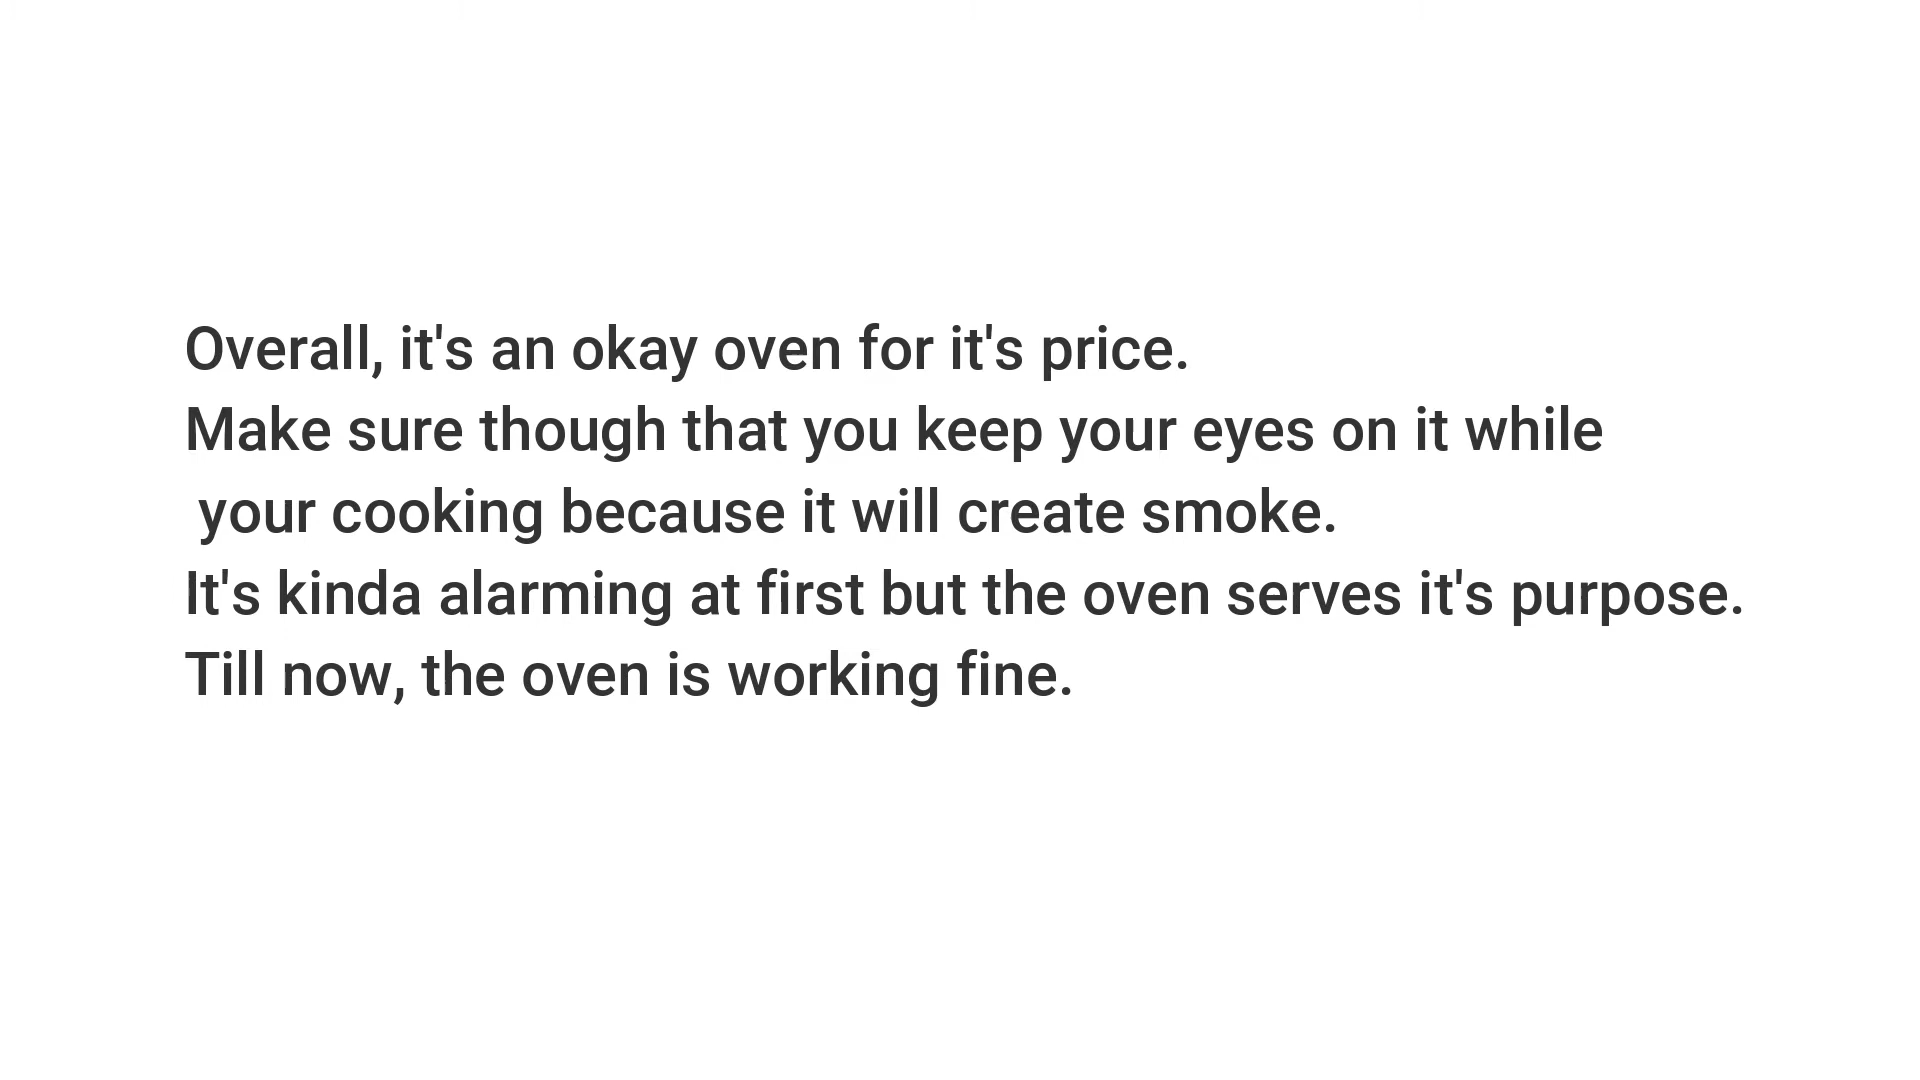 Overall, it's an okay oven for it's price.
Make sure though that you keep your eyes on it while
your cooking because it will create smoke.
It's kinda alarming at first but the oven serves it's purpose.
Till now, the oven is working fine.